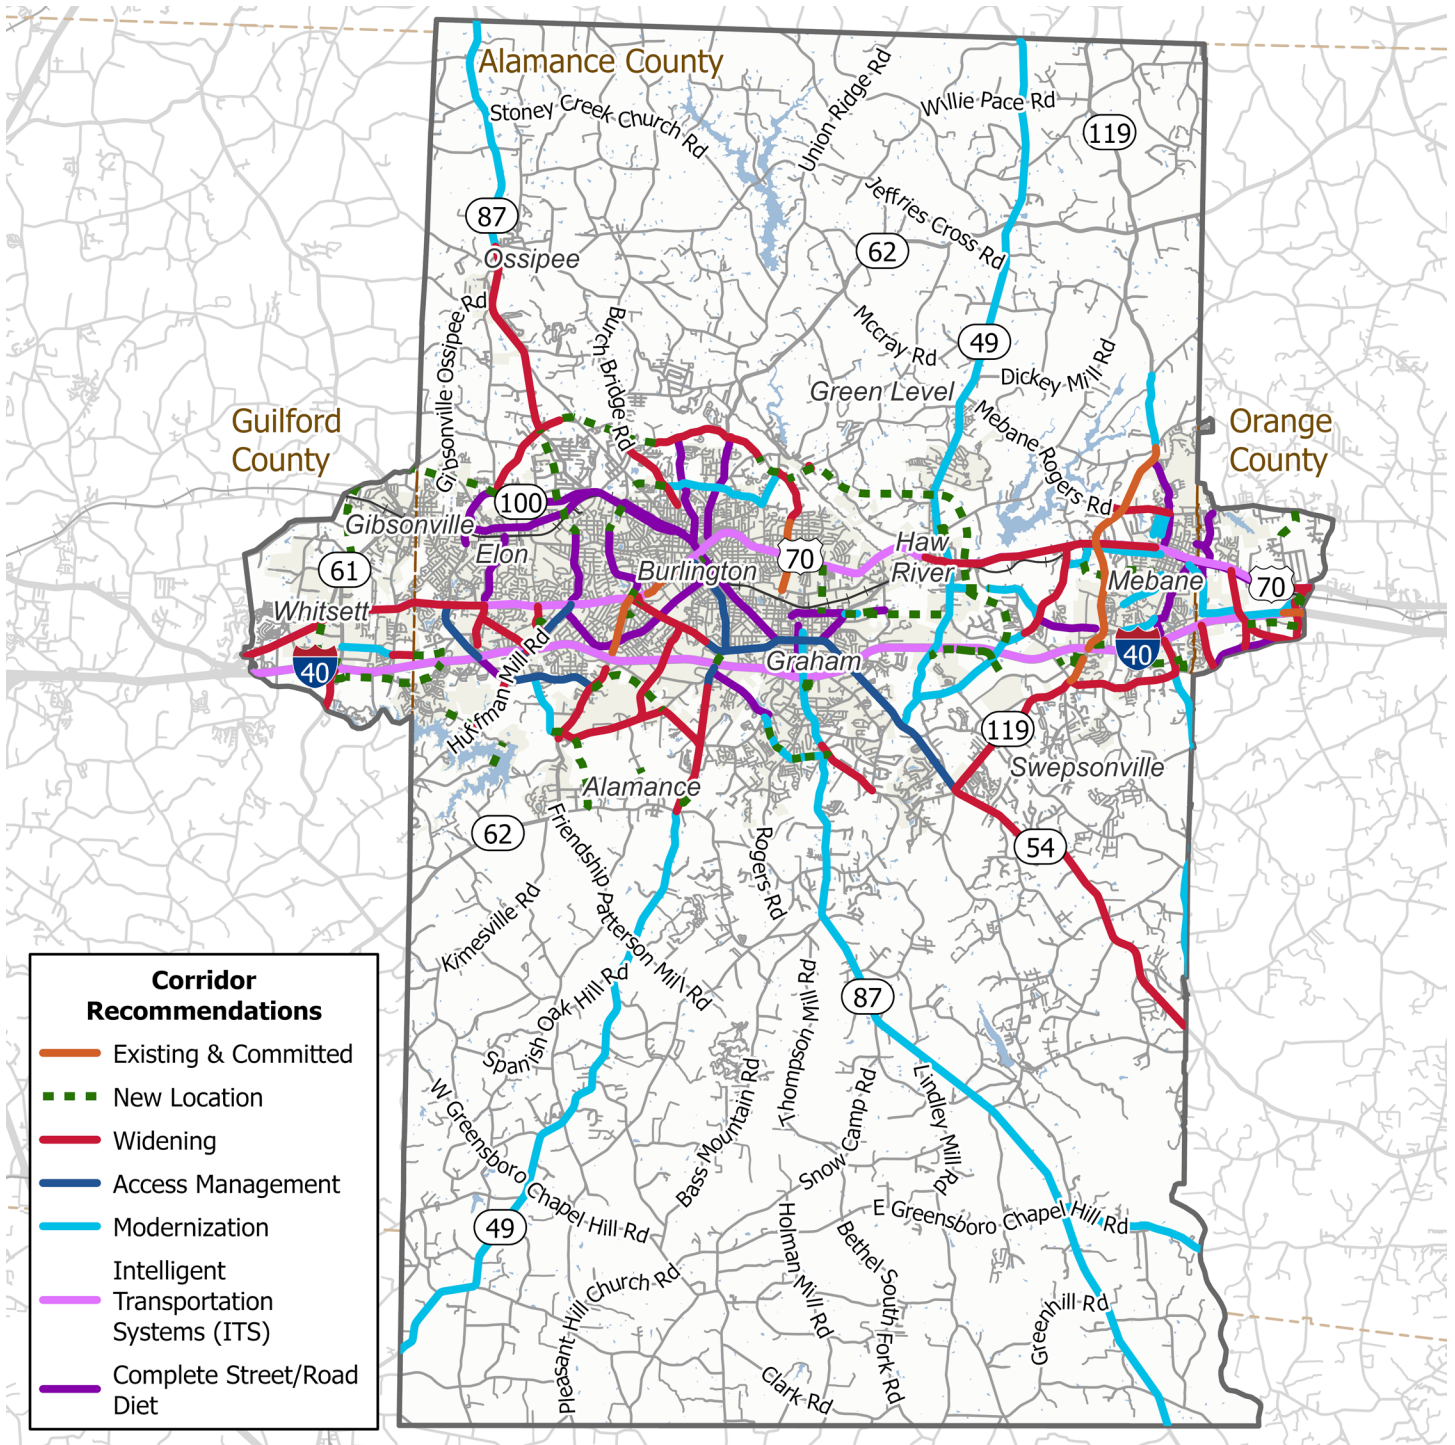 Alamance County
Stoney Creek Church Rd
Union Ridge Rd
Willie Pace Rd
119
87
Jeffries Cross Rd
62
Ossipee
Gibsonville Ossipee Rd
Burch Bridge Rd
Mccray Rd
49
Dickey Mill Rd
Green Level
Mebane Rogers Rd
Guilford
County
Orange
County
100
Gibsonville
Elon
61
Whitsett
Burlington
70
Haw
River
Mebane
70
40
Graham
40
Huffman Mill Rd
119
Swepsonville
Alamance
62
54
Friendship Patterson Mill Rd
Rogers Rd
Kimesville Rd
Spanish Oak Hill Rd
Thompson Mill Rd
87
W Greensboro Chapel Hill Rd
Bass Mountain Rd
Snow Camp Rd
Lindley Mill Rd
E Greensboro Chapel Hill Rd
49
Holman Mill Rd
Bethel South Fork Rd
Pleasant Hill Church Rd
Greenhill Rd
Clark Rd
Corridor
Recommendations
Existing & Committed
New Location
Widening
Access Management
Modernization
Intelligent
Transportation
Systems (ITS)
Complete Street/Road
Diet